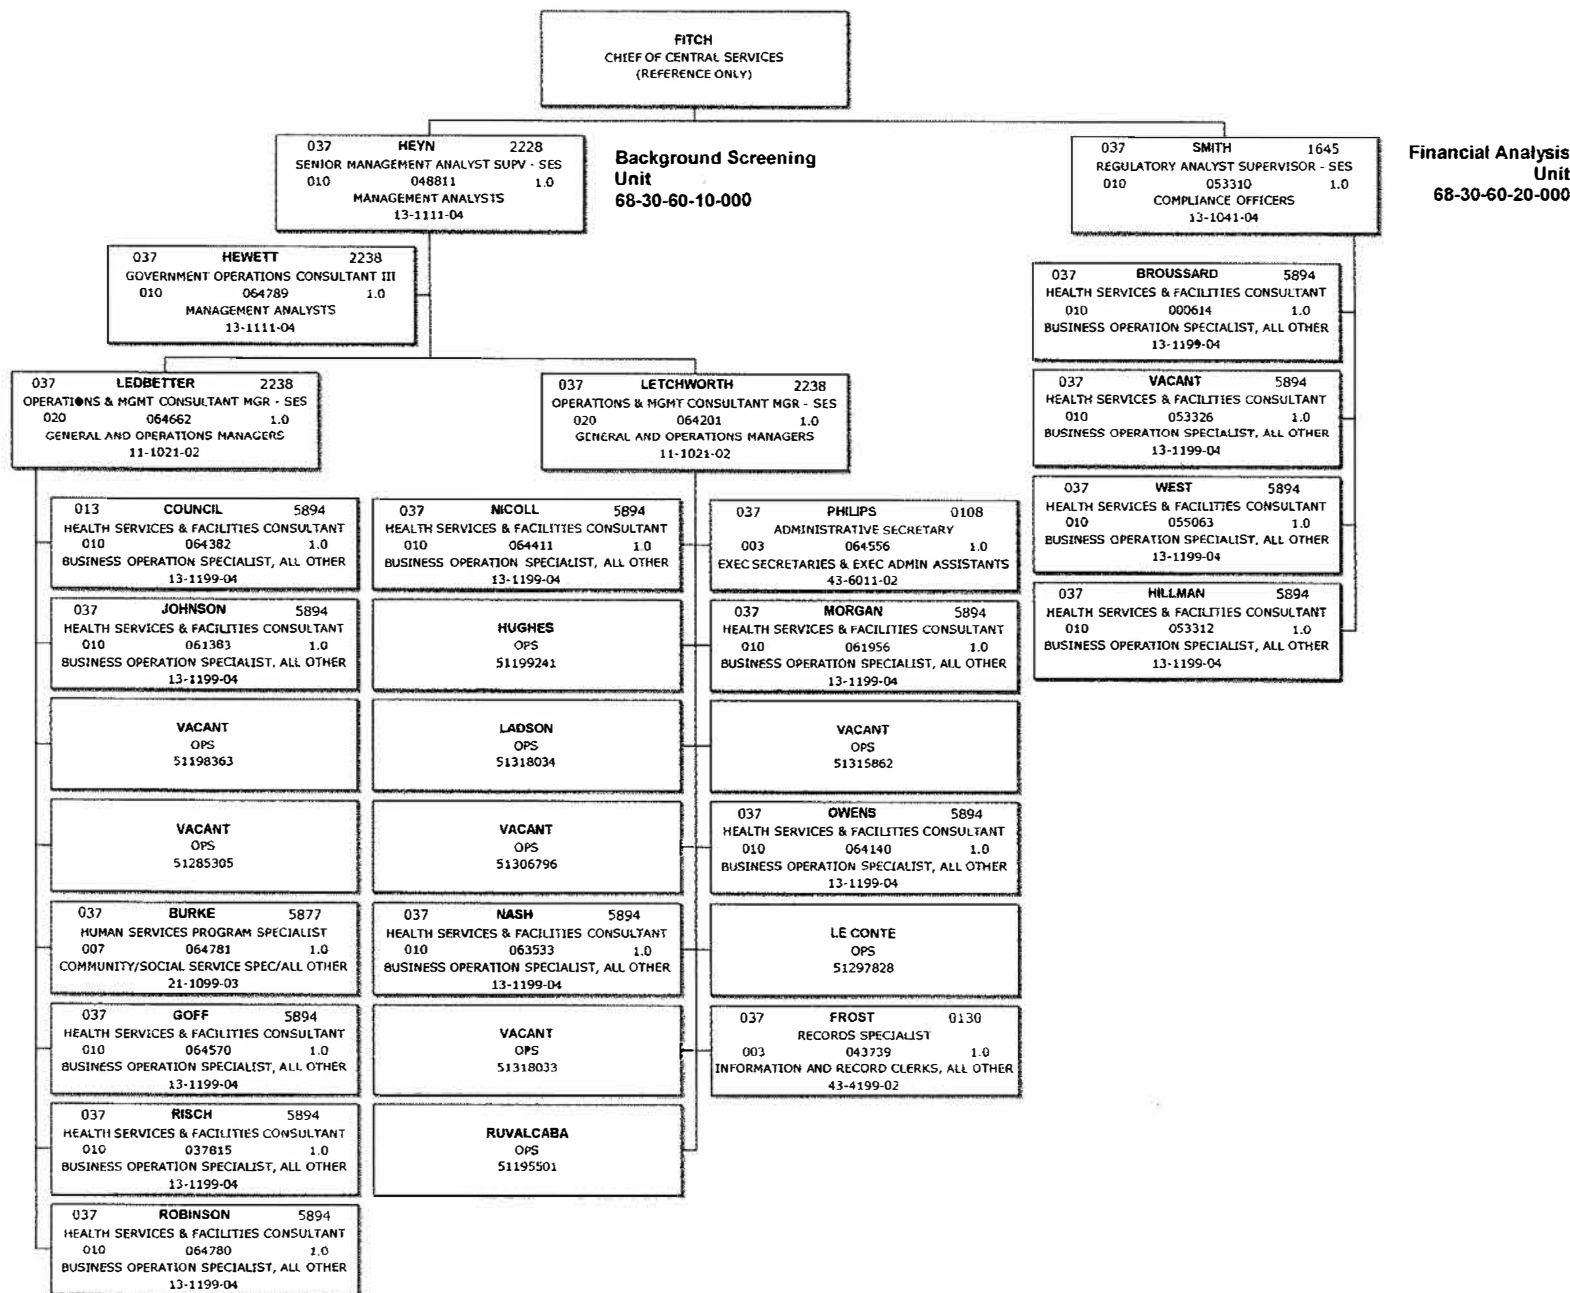 FITCH
CHIEF OF CENTRAL SERVICES
(REFERENCE ONLY)
037 HEYN 2228
SENIOR MANAGEMENT ANALYST SUPV - SES
010 048811 1.0
MANAGEMENT ANALYSTS
13-1111-04
Background Screening
Unit
68-30-60-10-000
037 SMITH 1645
REGULATORY ANALYST SUPERVISOR - SES
010 053310 1.0
COMPLIANCE OFFICERS
13-1041-04
Financial Analysis
Unit
68-30-60-20-000
037 HEWETT 2238
GOVERNMENT OPERATIONS CONSULTANT III
010 064789 1.0
MANAGEMENT ANALYSTS
13-1111-04
037 LEDBETTER 2238
OPERATIONS & MGMT CONSULTANT MGR - SES
020 064662 1.0
GENERAL AND OPERATIONS MANAGERS
11-1021-02
037 LETCHWORTH 2238
OPERATIONS & MGMT CONSULTANT MGR - SES
020 064201 1.0
GENERAL AND OPERATIONS MANAGERS
11-1021-02
013 COUNCIL 5894
HEALTH SERVICES & FACILITIES CONSULTANT
010 064382 1.0
BUSINESS OPERATION SPECIALIST, ALL OTHER
13-1199-04
037 JOHNSON 5894
HEALTH SERVICES & FACILITIES CONSULTANT
010 061383 1.0
BUSINESS OPERATION SPECIALIST, ALL OTHER
13-1199-04
VACANT
OPS
51198363
VACANT
OPS
51285305
037 BURKE 5877
HUMAN SERVICES PROGRAM SPECIALIST
007 064781 1.0
COMMUNITY/SOCIAL SERVICE SPEC/ALL OTHER
21-1099-03
037 GOFF 5894
HEALTH SERVICES & FACILITIES CONSULTANT
010 064570 1.0
BUSINESS OPERATION SPECIALIST, ALL OTHER
13-1199-04
037 RISCH 5894
HEALTH SERVICES & FACILITIES CONSULTANT
010 037815 1.0
BUSINESS OPERATION SPECIALIST, ALL OTHER
13-1199-04
037 ROBINSON 5894
HEALTH SERVICES & FACILITIES CONSULTANT
010 064780 1.0
BUSINESS OPERATION SPECIALIST, ALL OTHER
13-1199-04
037 NICOLL 5894
HEALTH SERVICES & FACILITIES CONSULTANT
010 064411 1.0
BUSINESS OPERATION SPECIALIST, ALL OTHER
13-1199-04
HUGHES
OPS
51199241
LADSON
OPS
51318034
VACANT
OPS
51306796
037 NASH 5894
HEALTH SERVICES & FACILITIES CONSULTANT
010 063533 1.0
BUSINESS OPERATION SPECIALIST, ALL OTHER
13-1199-04
VACANT
OPS
51318033
RUVALCABA
OPS
51195501
037 PHILIPS 0108
ADMINISTRATIVE SECRETARY
003 064556 1.0
EXEC SECRETARIES & EXEC ADMIN ASSISTANTS
43-6011-02
037 MORGAN 5894
HEALTH SERVICES & FACILITIES CONSULTANT
010 061956 1.0
BUSINESS OPERATION SPECIALIST, ALL OTHER
13-1199-04
VACANT
OPS
51315862
037 OWENS 5894
HEALTH SERVICES & FACILITIES CONSULTANT
010 064140 1.0
BUSINESS OPERATION SPECIALIST, ALL OTHER
13-1199-04
LE CONTE
OPS
51297828
037 FROST 0130
RECORDS SPECIALIST
003 043739 1.0
INFORMATION AND RECORD CLERKS, ALL OTHER
43-4199-02
037 BROUSSARD 5894
HEALTH SERVICES & FACILITIES CONSULTANT
010 000614 1.0
BUSINESS OPERATION SPECIALIST, ALL OTHER
13-1199-04
037 VACANT 5894
HEALTH SERVICES & FACILITIES CONSULTANT
010 053326 1.0
BUSINESS OPERATION SPECIALIST, ALL OTHER
13-1199-04
037 WEST 5894
HEALTH SERVICES & FACILITIES CONSULTANT
010 055063 1.0
BUSINESS OPERATION SPECIALIST, ALL OTHER
13-1199-04
037 HILLMAN 5894
HEALTH SERVICES & FACILITIES CONSULTANT
010 053312 1.0
BUSINESS OPERATION SPECIALIST, ALL OTHER
13-1199-04